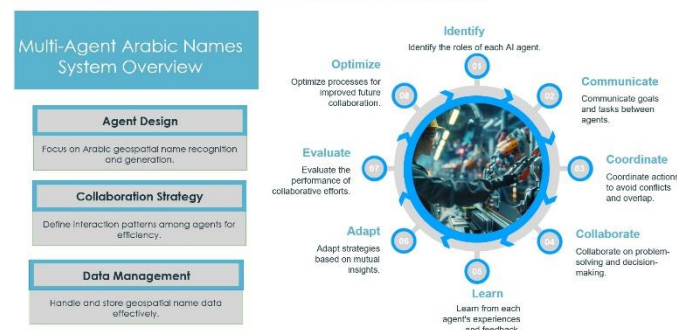 Multi-Agent Arabic Names
System Overview
Agent Design
Focus on Arabic geospatial name recognition
and generation.
Collaboration Strategy
Define interaction patterns among agents for
efficiency.
Data Management
Handle and store geospatial name data
effectively.
Identify
Identify the roles of each AI agent.
01
Communicate
Communicate goals
and tasks between
agents.
02
Coordinate
Coordinate actions
to avoid conflicts
and overlap.
03
Collaborate
Collaborate on problem-
solving and decision-
making.
04
Learn
Learn from each
agent's experiences
and feedback
05
Adapt
Adapt strategies
based on mutual
insights.
06
Evaluate
Evaluate the
performance of
collaborative efforts.
07
Optimize
Optimize processes for
improved future
collaboration.
08